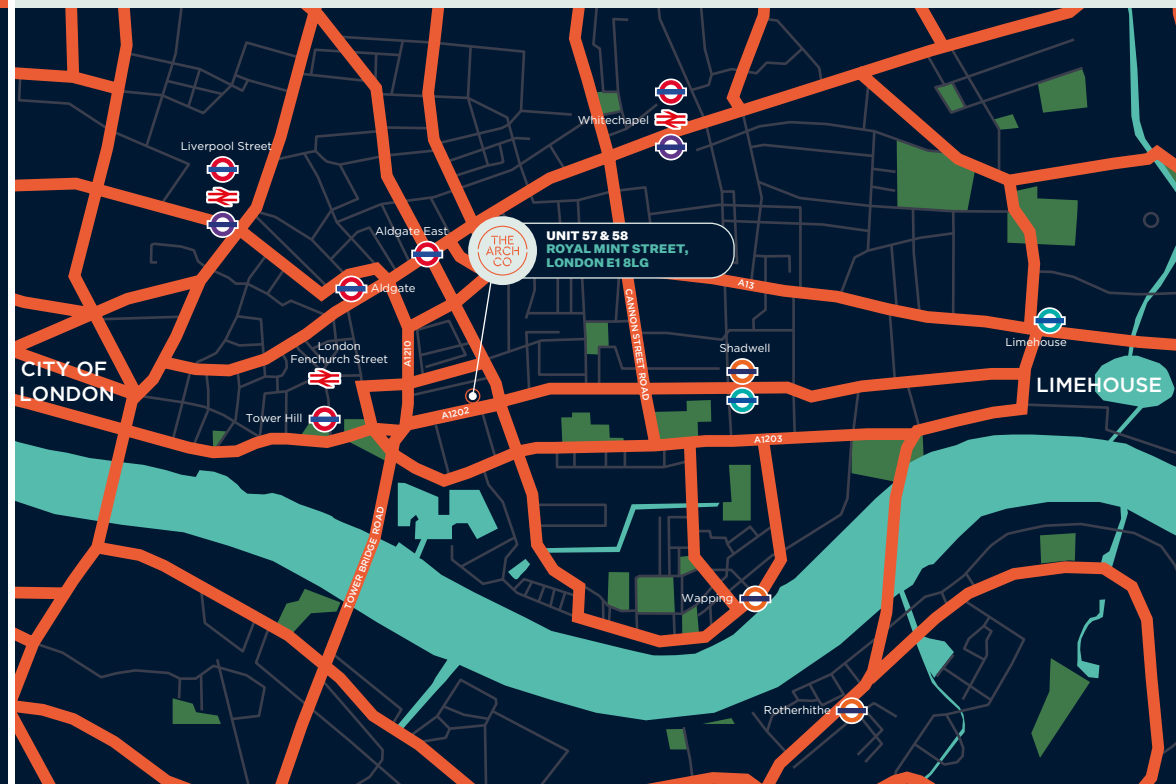 Whitechapel
Liverpool Street
Aldgate East
THE
ARCH
CO
UNIT 57 & 58
ROYAL MINT STREET,
LONDON E1 8LG
Aldgate
A13
CANNON STREET ROAD
A1210
London
Fenchurch Street
Shadwell
Limehouse
CITY OF
LONDON
LIMEHOUSE
Tower Hill
A1202
A1203
TOWER BRIDGE ROAD
Wapping
Rotherhithe